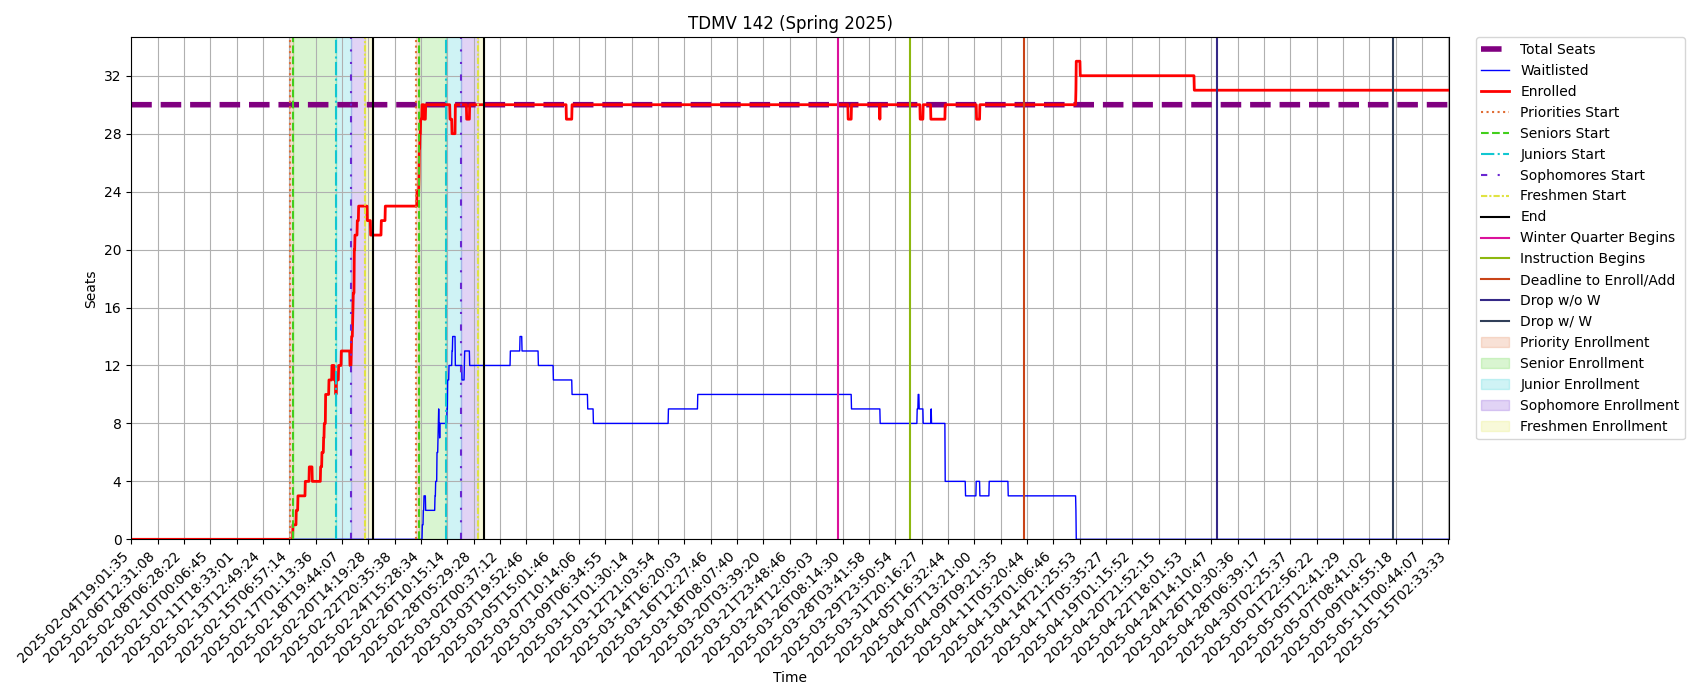 TDMV 142 (Spring 2025)
Seats
32
28
24
20
16
12
8
4
0
2025-02-04T19:01:35
2025-02-06T12:31:08
2025-02-08T06:28:22
2025-02-10T00:06:45
2025-02-11T18:33:01
2025-02-13T12:49:24
2025-02-15T06:57:14
2025-02-17T01:13:36
2025-02-18T19:44:07
2025-02-20T14:19:28
2025-02-22T20:35:38
2025-02-24T15:28:34
2025-02-26T10:15:14
2025-02-28T05:29:28
2025-03-02T00:37:12
2025-03-03T19:52:46
2025-03-05T15:01:46
2025-03-07T10:14:06
2025-03-09T06:34:55
2025-03-11T01:30:14
2025-03-12T21:03:54
2025-03-14T16:20:03
2025-03-16T12:27:46
2025-03-18T08:07:40
2025-03-20T03:39:20
2025-03-21T23:48:46
2025-03-24T12:05:03
2025-03-26T08:14:30
2025-03-28T03:41:58
2025-03-29T23:50:54
2025-03-31T20:16:27
2025-04-05T16:32:44
2025-04-07T13:21:00
2025-04-09T09:21:35
2025-04-11T05:20:44
2025-04-13T01:06:46
2025-04-14T21:25:53
2025-04-17T05:35:27
2025-04-19T01:15:52
2025-04-20T21:52:15
2025-04-22T18:01:53
2025-04-24T14:10:47
2025-04-26T10:30:36
2025-04-28T06:39:17
2025-04-30T02:25:37
2025-05-01T22:56:22
2025-05-05T12:41:29
2025-05-07T08:41:02
2025-05-09T04:55:18
2025-05-11T00:44:07
2025-05-15T02:33:33
Time
Total Seats
Waitlisted
Enrolled
Priorities Start
Seniors Start
Juniors Start
Sophomores Start
Freshmen Start
End
Winter Quarter Begins
Instruction Begins
Deadline to Enroll/Add
Drop w/o W
Drop w/ W
Priority Enrollment
Senior Enrollment
Junior Enrollment
Sophomore Enrollment
Freshmen Enrollment